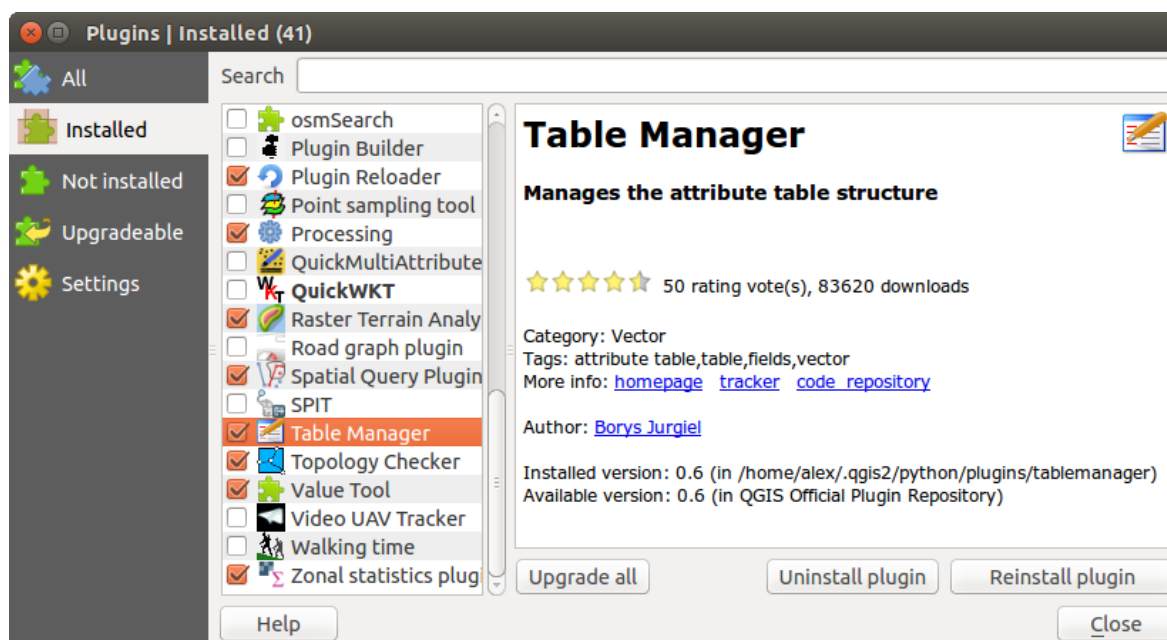 Plugins | Installed (41)
All
Installed
Not installed
Upgradeable
Settings
Search
osmSearch
Plugin Builder
Plugin Reloader
Point sampling tool
Processing
QuickMultiAttribute
WKT QuickWKT
Raster Terrain Analy
Road graph plugin
Spatial Query Plugin
SPIT
Table Manager
Topology Checker
Value Tool
Video UAV Tracker
Walking time
Σ Zonal statistics plugi
Table Manager
Manages the attribute table structure
50 rating vote(s), 83620 downloads
Category: Vector
Tags: attribute table,table,fields,vector
More info: homepage tracker code repository
Author: Borys Jurgiel
Installed version: 0.6 (in /home/alex/.qgis2/python/plugins/tablemanager)
Available version: 0.6 (in QGIS Official Plugin Repository)
Upgrade all
Uninstall plugin
Reinstall plugin
Help
Close